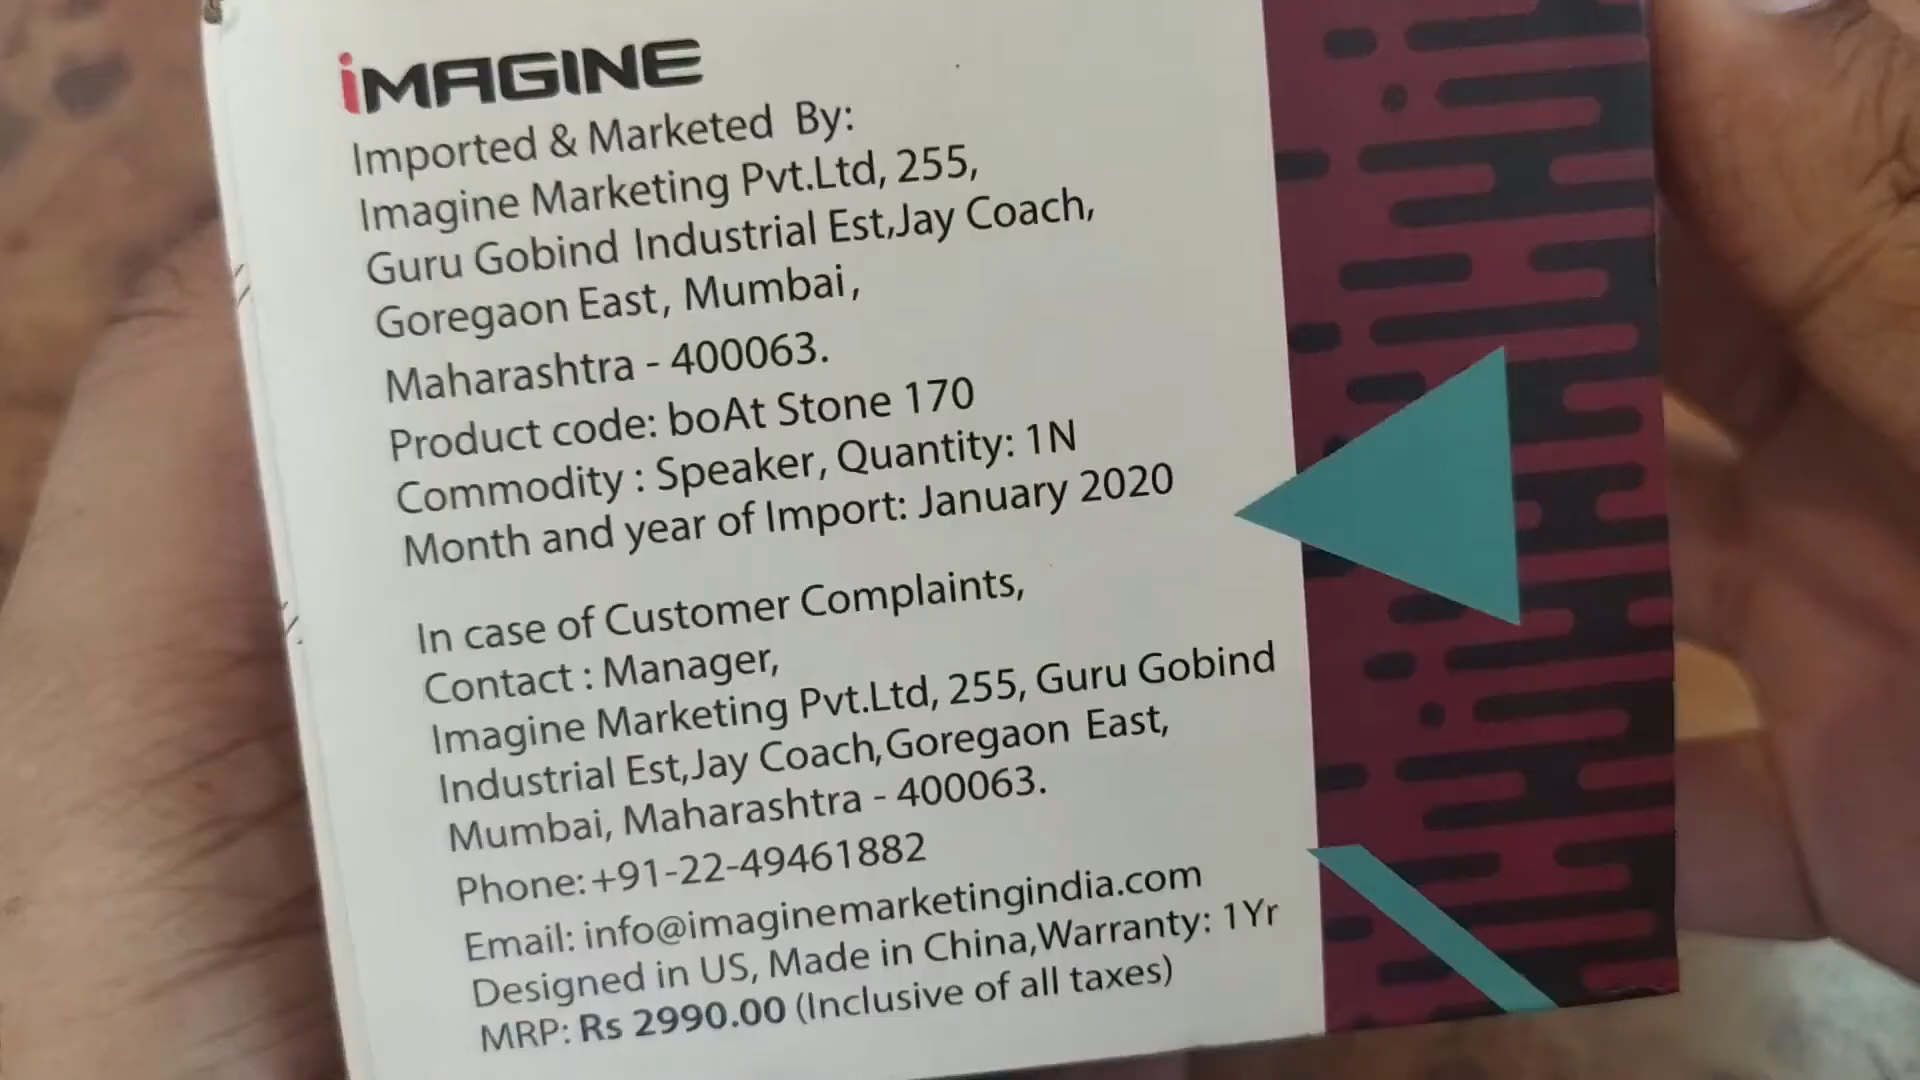 iMAGINE
Imported & Marketed By:
Imagine Marketing Pvt.Ltd, 255,
Guru Gobind Industrial Est,Jay Coach,
Goregaon East, Mumbai,
Maharashtra - 400063.
Product code: boAt Stone 170
Commodity : Speaker, Quantity: 1N
Month and year of Import: January 2020
In case of Customer Complaints,
Contact : Manager,
Imagine Marketing Pvt.Ltd, 255, Guru Gobind
Industrial Est,Jay Coach,Goregaon East,
Mumbai, Maharashtra - 400063.
Phone:+91-22-49461882
Email: info@imaginemarketingindia.com
Designed in US, Made in China,Warranty: 1Yr
MRP: Rs 2990.00 (Inclusive of all taxes)